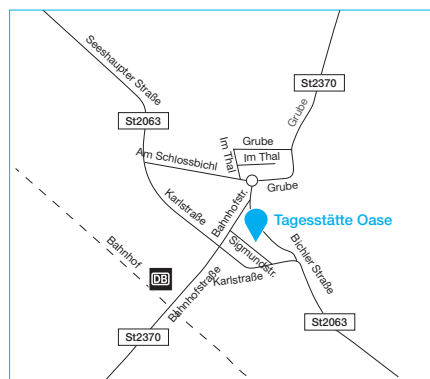 Seeshaupter Straße
St2370
St2063
Grube
Im Thal
Grube
Im Thal
Am Schlossbichl
Grube
Karlstraße
Bahnhofstr.
Tagesstätte Oase
Bahnhof
Sigmundstr.
Bichler Straße
DB
Karlstraße
Bahnhofstraße
St2063
St2370